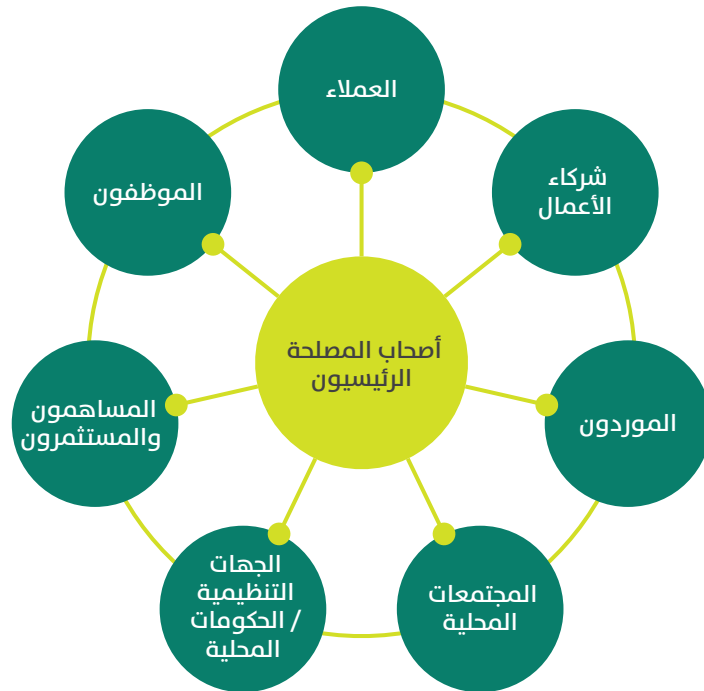 العملاء
شركاء
الأعمال
الموظفون
أصحاب المصلحة
الرئيسيون
المساهمون
والمستثمرون
الموردون
الجهات
التنظيمية
/ الحكومات
المحلية
المجتمعات
المحلية